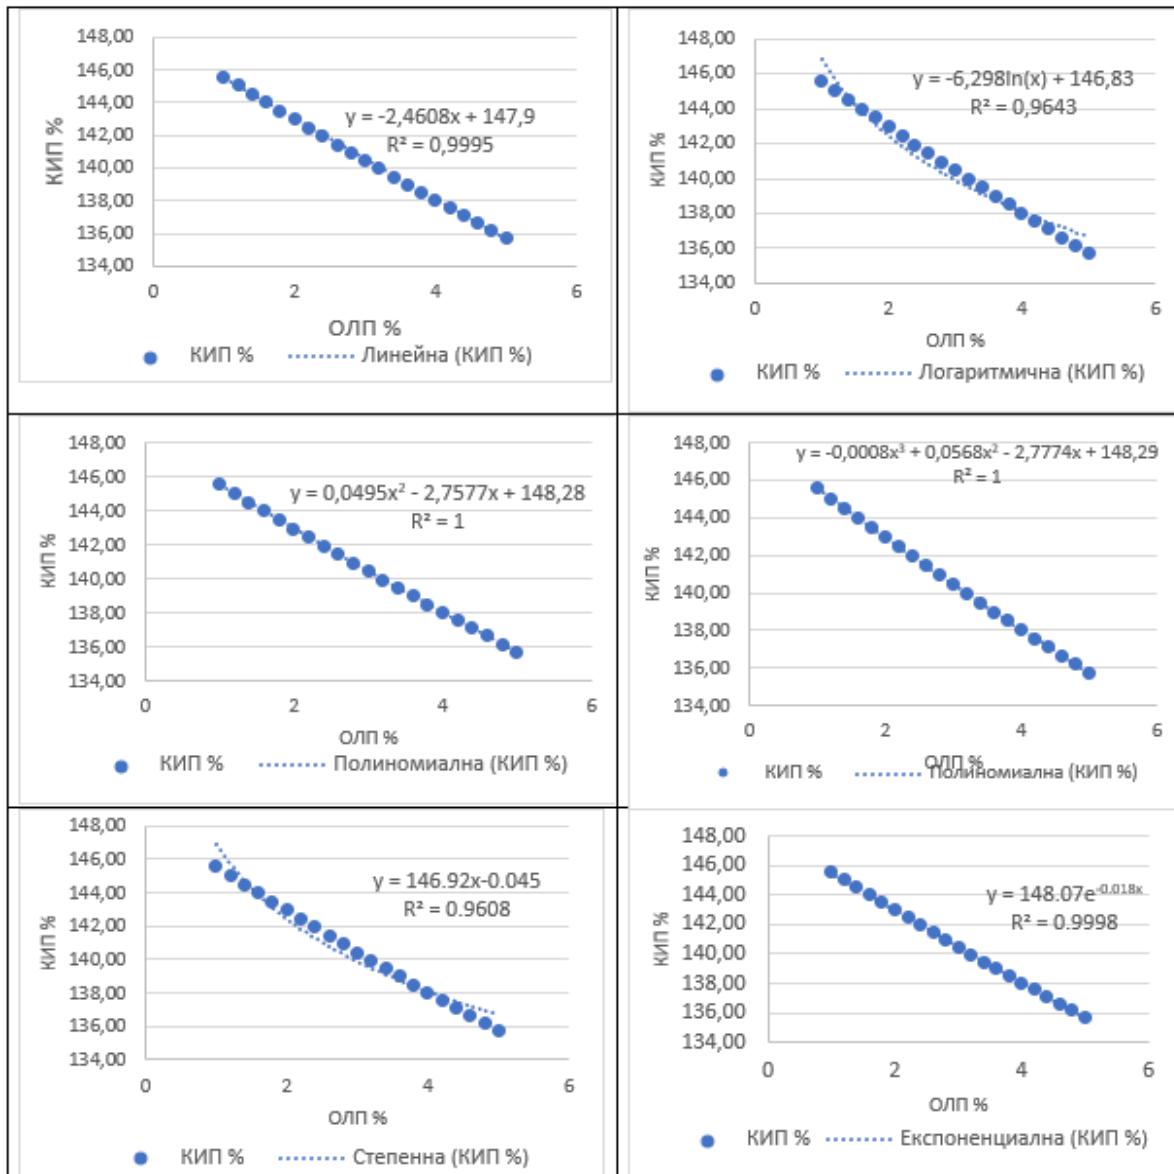 148,00
146,00
144,00
142,00
140,00
138,00
136,00
134,00
КИП %
y = -2,4608x + 147,9
R² = 0,9995
0 2 4 6
ОЛП %
КИП % Линейна (КИП %)
148,00
146,00
144,00
142,00
140,00
138,00
136,00
134,00
КИП %
y = -6,298ln(x) + 146,83
R² = 0,9643
0 2 4 6
ОЛП %
КИП % Логаритмична (КИП %)
148,00
146,00
144,00
142,00
140,00
138,00
136,00
134,00
КИП %
y = 0,0495x² - 2,7577x + 148,28
R² = 1
0 2 4 6
ОЛП %
КИП % Полиномиална (КИП %)
148,00
146,00
144,00
142,00
140,00
138,00
136,00
134,00
КИП %
y = -0,0008x³ + 0,0568x² - 2,7774x + 148,29
R² = 1
0 2 4 6
ОЛП %
КИП % Полиномиална (КИП %)
148,00
146,00
144,00
142,00
140,00
138,00
136,00
134,00
КИП %
y = 146.92x-0.045
R² = 0.9608
0 2 4 6
ОЛП %
КИП % Степенна (КИП %)
148,00
146,00
144,00
142,00
140,00
138,00
136,00
134,00
КИП %
y = 148.07e^-0.018x
R² = 0.9998
0 2 4 6
ОЛП %
КИП % Експоненциална (КИП %)